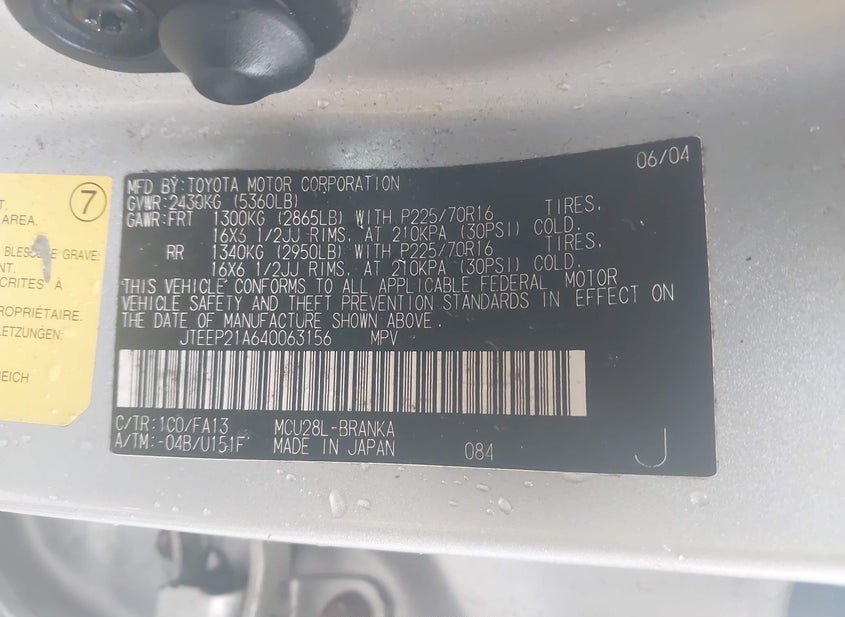 06/04
MFD BY:TOYOTA MOTOR CORPORATION
GVWR:2430KG (5360LB)
GAWR:FRT 1300KG (2865LB) WITH P225/70R16 TIRES,
16X6 1/2JJ RIMS, AT 210KPA (30PSI) COLD.
RR 1340KG (2950LB) WITH P225/70R16 TIRES,
16X6 1/2JJ RIMS, AT 210KPA (30PSI) COLD.
THIS VEHICLE CONFORMS TO ALL APPLICABLE FEDERAL MOTOR
VEHICLE SAFETY AND THEFT PREVENTION STANDARDS IN EFFECT ON
THE DATE OF MANUFACTURE SHOWN ABOVE.
JTEEP21A640063156 MPV
C/TR:1C0/FA13 MCU28L-BRANKA
A/TM:-04B/U151F MADE IN JAPAN 084 J
7
T.
AREA.
GRAVE:
NT.
CRITES À
PROPRIÉTAIRE.
LETZUNGEN:
REICH